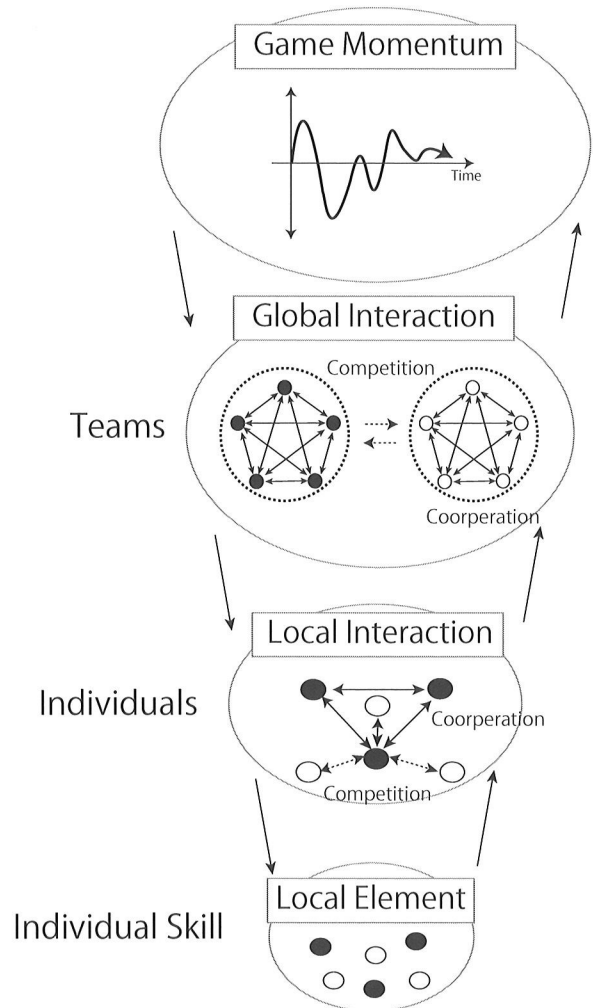 Game Momentum
Time
Global Interaction
Competition
Teams
Coorperation
Local Interaction
Individuals
Coorperation
Competition
Local Element
Individual Skill